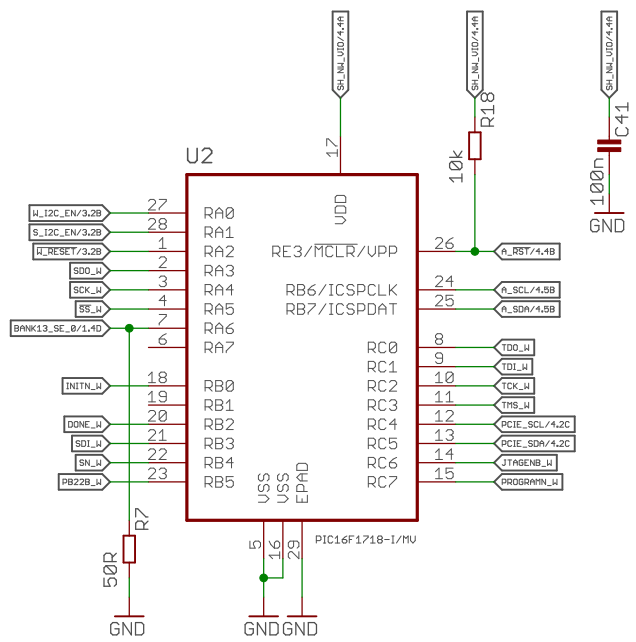 SH_NW_VIO/4.4A
SH_NW_VIO/4.4A
SH_NW_VIO/4.4A
R18
C41
10k
100n
GND
U2
17
VDD
W_I2C_EN/3.2B 27 RA0
S_I2C_EN/3.2B 28 RA1
W_RESET/3.2B 1 RA2 RE3/MCLR/VPP 26 A_RST/4.4B
SDO_W 2 RA3
SCK_W 3 RA4 RB6/ICSPCLK 24 A_SCL/4.5B
SS_W 4 RA5 RB7/ICSPDAT 25 A_SDA/4.5B
BANK13_SE_0/1.4D 7 RA6
6 RA7 RC0 8 TDO_W
RC1 9 TDI_W
INITN_W 18 RB0 RC2 10 TCK_W
19 RB1 RC3 11 TMS_W
DONE_W 20 RB2 RC4 12 PCIE_SCL/4.2C
SDI_W 21 RB3 RC5 13 PCIE_SDA/4.2C
SN_W 22 RB4 RC6 14 JTAGENB_W
PB22B_W 23 RB5 RC7 15 PROGRAMN_W
VSS
VSS
EPAD
5
16
29
PIC16F1718-I/MV
R7
50R
GND
GND
GND